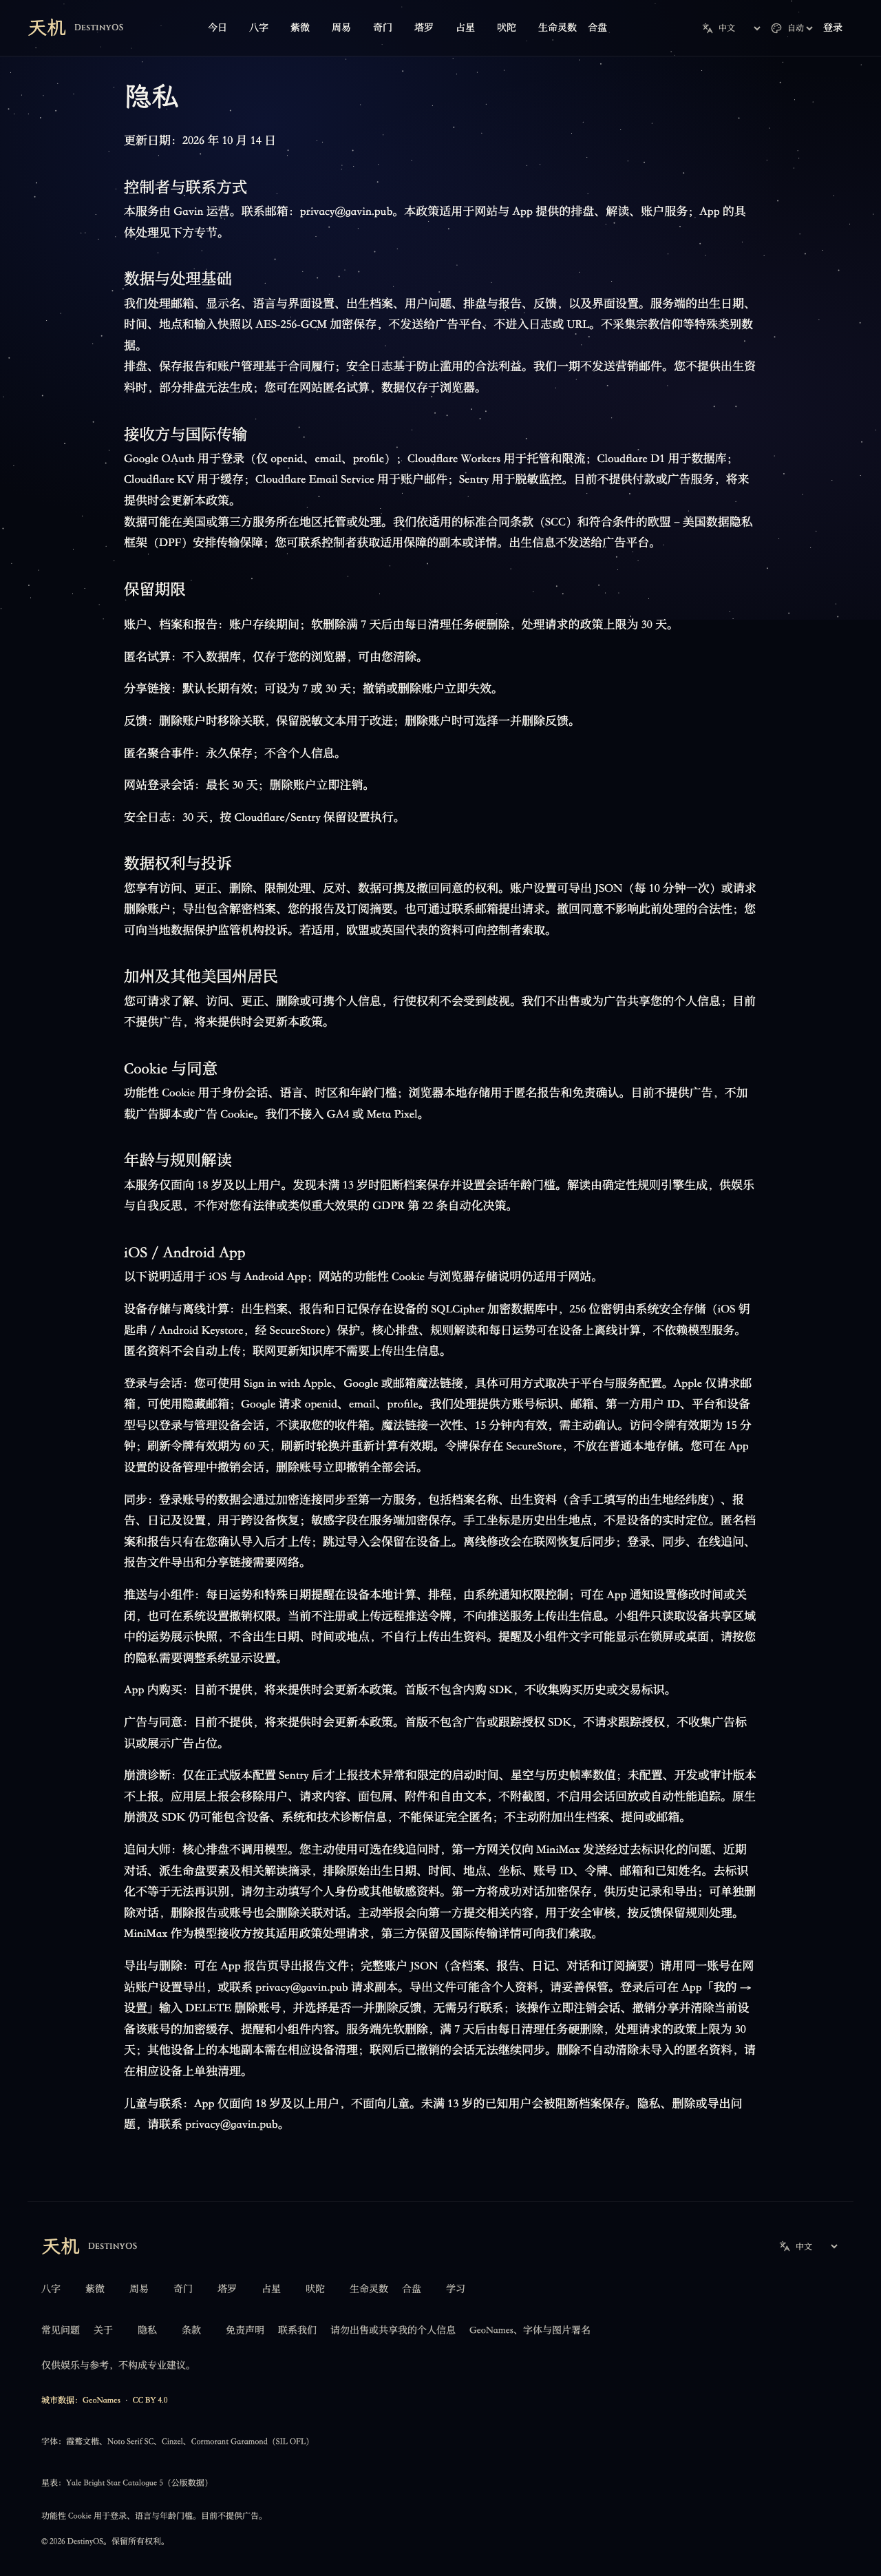 天机 DestinyOS 今日 八字 紫微 周易 奇门 塔罗 占星 吠陀 生命灵数 合盘 中文 自动 登录
隐私
更新日期：2026 年 10 月 14 日
控制者与联系方式
本服务由 Gavin 运营。联系邮箱：privacy@gavin.pub。本政策适用于网站与 App 提供的排盘、解读、账户服务；App 的具
体处理见下方专节。
数据与处理基础
我们处理邮箱、显示名、语言与界面设置、出生档案、用户问题、排盘与报告、反馈，以及界面设置。服务端的出生日期、
时间、地点和输入快照以 AES-256-GCM 加密保存，不发送给广告平台、不进入日志或 URL。不采集宗教信仰等特殊类别数
据。
排盘、保存报告和账户管理基于合同履行；安全日志基于防止滥用的合法利益。我们一期不发送营销邮件。您不提供出生资
料时，部分排盘无法生成；您可在网站匿名试算，数据仅存于浏览器。
接收方与国际传输
Google OAuth 用于登录（仅 openid、email、profile）；Cloudflare Workers 用于托管和限流；Cloudflare D1 用于数据库；
Cloudflare KV 用于缓存；Cloudflare Email Service 用于账户邮件；Sentry 用于脱敏监控。目前不提供付款或广告服务，将来
提供时会更新本政策。
数据可能在美国或第三方服务所在地区托管或处理。我们依适用的标准合同条款（SCC）和符合条件的欧盟 – 美国数据隐私
框架（DPF）安排传输保障；您可联系控制者获取适用保障的副本或详情。出生信息不发送给广告平台。
保留期限
账户、档案和报告：账户存续期间；软删除满 7 天后由每日清理任务硬删除，处理请求的政策上限为 30 天。
匿名试算：不入数据库，仅存于您的浏览器，可由您清除。
分享链接：默认长期有效；可设为 7 或 30 天；撤销或删除账户立即失效。
反馈：删除账户时移除关联，保留脱敏文本用于改进；删除账户时可选择一并删除反馈。
匿名聚合事件：永久保存；不含个人信息。
网站登录会话：最长 30 天；删除账户立即注销。
安全日志：30 天，按 Cloudflare/Sentry 保留设置执行。
数据权利与投诉
您享有访问、更正、删除、限制处理、反对、数据可携及撤回同意的权利。账户设置可导出 JSON（每 10 分钟一次）或请求
删除账户；导出包含解密档案、您的报告及订阅摘要。也可通过联系邮箱提出请求。撤回同意不影响此前处理的合法性；您
可向当地数据保护监管机构投诉。若适用，欧盟或英国代表的资料可向控制者索取。
加州及其他美国州居民
您可请求了解、访问、更正、删除或可携个人信息，行使权利不会受到歧视。我们不出售或为广告共享您的个人信息；目前
不提供广告，将来提供时会更新本政策。
Cookie 与同意
功能性 Cookie 用于身份会话、语言、时区和年龄门槛；浏览器本地存储用于匿名报告和免责确认。目前不提供广告，不加
载广告脚本或广告 Cookie。我们不接入 GA4 或 Meta Pixel。
年龄与规则解读
本服务仅面向 18 岁及以上用户。发现未满 13 岁时阻断档案保存并设置会话年龄门槛。解读由确定性规则引擎生成，供娱乐
与自我反思，不作对您有法律或类似重大效果的 GDPR 第 22 条自动化决策。
iOS / Android App
以下说明适用于 iOS 与 Android App；网站的功能性 Cookie 与浏览器存储说明仍适用于网站。
设备存储与离线计算：出生档案、报告和日记保存在设备的 SQLCipher 加密数据库中，256 位密钥由系统安全存储（iOS 钥
匙串 / Android Keystore，经 SecureStore）保护。核心排盘、规则解读和每日运势可在设备上离线计算，不依赖模型服务。
匿名资料不会自动上传；联网更新知识库不需要上传出生信息。
登录与会话：您可使用 Sign in with Apple、Google 或邮箱魔法链接，具体可用方式取决于平台与服务配置。Apple 仅请求邮
箱，可使用隐藏邮箱；Google 请求 openid、email、profile。我们处理提供方账号标识、邮箱、第一方用户 ID、平台和设备
型号以登录与管理设备会话，不读取您的收件箱。魔法链接一次性、15 分钟内有效，需主动确认。访问令牌有效期为 15 分
钟；刷新令牌有效期为 60 天，刷新时轮换并重新计算有效期。令牌保存在 SecureStore，不放在普通本地存储。您可在 App
设置的设备管理中撤销会话，删除账号立即撤销全部会话。
同步：登录账号的数据会通过加密连接同步至第一方服务，包括档案名称、出生资料（含手工填写的出生地经纬度）、报
告、日记及设置，用于跨设备恢复；敏感字段在服务端加密保存。手工坐标是历史出生地点，不是设备的实时定位。匿名档
案和报告只有在您确认导入后才上传；跳过导入会保留在设备上。离线修改会在联网恢复后同步；登录、同步、在线追问、
报告文件导出和分享链接需要网络。
推送与小组件：每日运势和特殊日期提醒在设备本地计算、排程，由系统通知权限控制；可在 App 通知设置修改时间或关
闭，也可在系统设置撤销权限。当前不注册或上传远程推送令牌，不向推送服务上传出生信息。小组件只读取设备共享区域
中的运势展示快照，不含出生日期、时间或地点，不自行上传出生资料。提醒及小组件文字可能显示在锁屏或桌面，请按您
的隐私需要调整系统显示设置。
App 内购买：目前不提供，将来提供时会更新本政策。首版不包含内购 SDK，不收集购买历史或交易标识。
广告与同意：目前不提供，将来提供时会更新本政策。首版不包含广告或跟踪授权 SDK，不请求跟踪授权，不收集广告标
识或展示广告占位。
崩溃诊断：仅在正式版本配置 Sentry 后才上报技术异常和限定的启动时间、星空与历史帧率数值；未配置、开发或审计版本
不上报。应用层上报会移除用户、请求内容、面包屑、附件和自由文本，不附截图，不启用会话回放或自动性能追踪。原生
崩溃及 SDK 仍可能包含设备、系统和技术诊断信息，不能保证完全匿名；不主动附加出生档案、提问或邮箱。
追问大师：核心排盘不调用模型。您主动使用可选在线追问时，第一方网关仅向 MiniMax 发送经过去标识化的问题、近期
对话、派生命盘要素及相关解读摘录，排除原始出生日期、时间、地点、坐标、账号 ID、令牌、邮箱和已知姓名。去标识
化不等于无法再识别，请勿主动填写个人身份或其他敏感资料。第一方将成功对话加密保存，供历史记录和导出；可单独删
除对话，删除报告或账号也会删除关联对话。主动举报会向第一方提交相关内容，用于安全审核，按反馈保留规则处理。
MiniMax 作为模型接收方按其适用政策处理请求，第三方保留及国际传输详情可向我们索取。
导出与删除：可在 App 报告页导出报告文件；完整账户 JSON（含档案、报告、日记、对话和订阅摘要）请用同一账号在网
站账户设置导出，或联系 privacy@gavin.pub 请求副本。导出文件可能含个人资料，请妥善保管。登录后可在 App「我的 →
设置」输入 DELETE 删除账号，并选择是否一并删除反馈，无需另行联系；该操作立即注销会话、撤销分享并清除当前设
备该账号的加密缓存、提醒和小组件内容。服务端先软删除，满 7 天后由每日清理任务硬删除，处理请求的政策上限为 30
天；其他设备上的本地副本需在相应设备清理；联网后已撤销的会话无法继续同步。删除不自动清除未导入的匿名资料，请
在相应设备上单独清理。
儿童与联系：App 仅面向 18 岁及以上用户，不面向儿童。未满 13 岁的已知用户会被阻断档案保存。隐私、删除或导出问
题，请联系 privacy@gavin.pub。
天机 DestinyOS 中文
八字 紫微 周易 奇门 塔罗 占星 吠陀 生命灵数 合盘 学习
常见问题 关于 隐私 条款 免责声明 联系我们 请勿出售或共享我的个人信息 GeoNames、字体与图片署名
仅供娱乐与参考，不构成专业建议。
城市数据：GeoNames · CC BY 4.0
字体：霞鹜文楷、Noto Serif SC、Cinzel、Cormorant Garamond（SIL OFL）
星表：Yale Bright Star Catalogue 5（公版数据）
功能性 Cookie 用于登录、语言与年龄门槛。目前不提供广告。
© 2026 DestinyOS。保留所有权利。